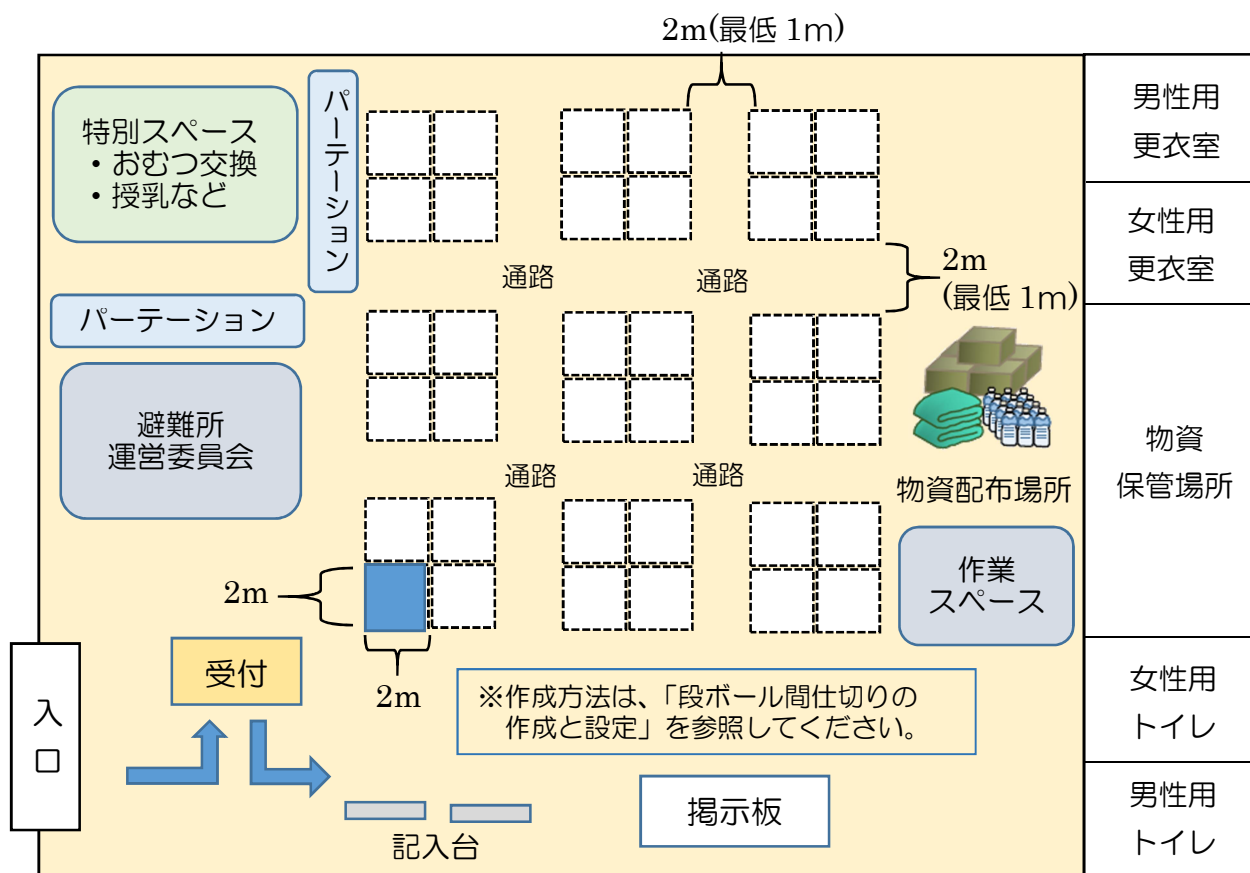 2m(最低 1m)
特別スペース
・おむつ交換
・授乳など
パーテーション
男性用
更衣室
女性用
更衣室
通路
通路
2m
(最低 1m)
パーテーション
避難所
運営委員会
物資
保管場所
通路
通路
物資配布場所
作業
スペース
2m
2m
受付
入
口
※作成方法は、「段ボール間仕切りの
作成と設定」を参照してください。
女性用
トイレ
掲示板
記入台
男性用
トイレ